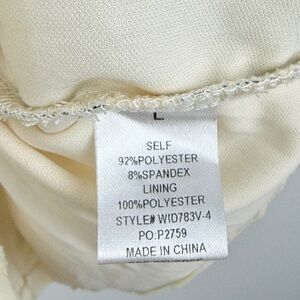 L
SELF
92%POLYESTER
8%SPANDEX
LINING
100%POLYESTER
STYLE# WID783V-4
PO:P2759
MADE IN CHINA